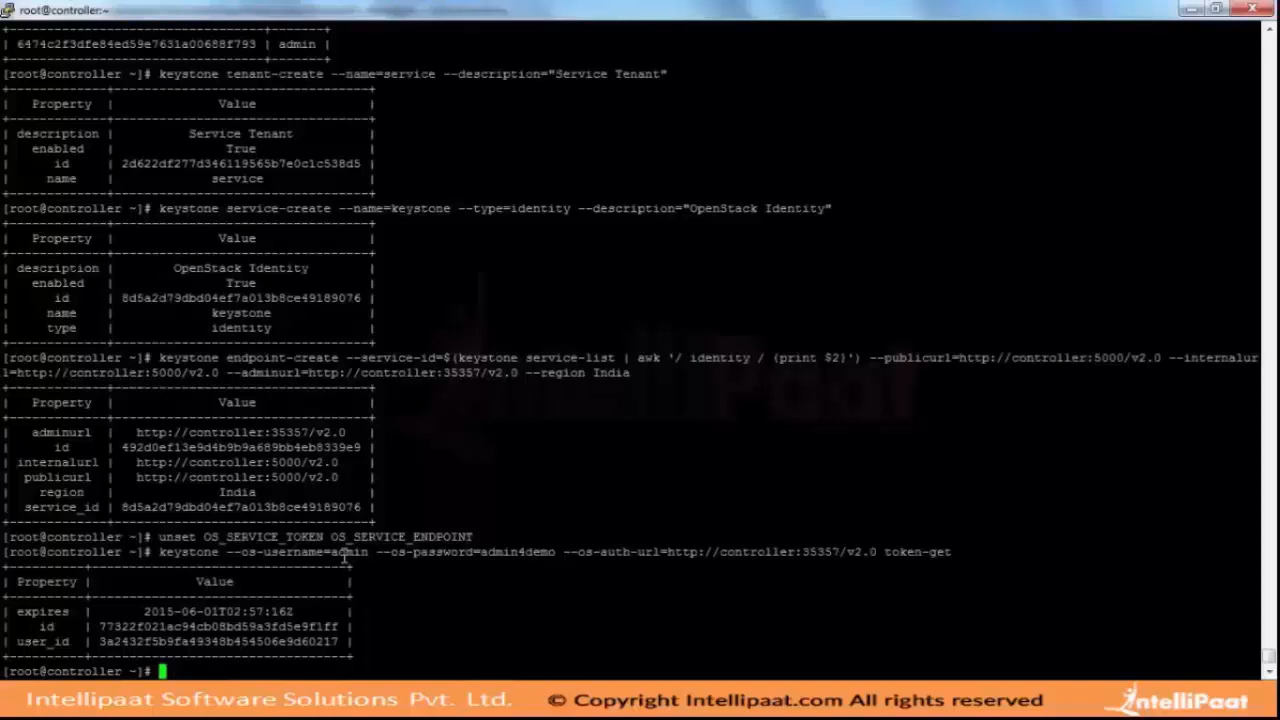 root@controller:~
+----------------------------------+-------+
| 6474c2f3dfe84ed59e7631a00688f793 | admin |
+----------------------------------+-------+
[root@controller ~]# keystone tenant-create --name=service --description="Service Tenant"
+-------------+----------------------------------+
| Property | Value |
+-------------+----------------------------------+
| description | Service Tenant |
| enabled | True |
| id | 2d622df277d346119565b7e0c1c538d5 |
| name | service |
+-------------+----------------------------------+
[root@controller ~]# keystone service-create --name=keystone --type=identity --description="OpenStack Identity"
+-------------+----------------------------------+
| Property | Value |
+-------------+----------------------------------+
| description | OpenStack Identity |
| enabled | True |
| id | 8d5a2d79dbd04ef7a013b8ce49189076 |
| name | keystone |
| type | identity |
+-------------+----------------------------------+
[root@controller ~]# keystone endpoint-create --service-id=$(keystone service-list | awk '/ identity / {print $2}') --publicurl=http://controller:5000/v2.0 --internalur
l=http://controller:5000/v2.0 --adminurl=http://controller:35357/v2.0 --region India
+-------------+----------------------------------+
| Property | Value |
+-------------+----------------------------------+
| adminurl | http://controller:35357/v2.0 |
| id | 492d0ef13e9d4b9b9a689bb4eb8339e9 |
| internalurl | http://controller:5000/v2.0 |
| publicurl | http://controller:5000/v2.0 |
| region | India |
| service_id | 8d5a2d79dbd04ef7a013b8ce49189076 |
+-------------+----------------------------------+
[root@controller ~]# unset OS_SERVICE_TOKEN OS_SERVICE_ENDPOINT
[root@controller ~]# keystone --os-username=admin --os-password=admin4demo --os-auth-url=http://controller:35357/v2.0 token-get
+----------+----------------------------------+
| Property | Value |
+----------+----------------------------------+
| expires | 2015-06-01T02:57:16Z |
| id | 77322f021ac94cb08bd59a3fd5e9f1ff |
| user_id | 3a2432f5b9fa49348b454506e9d60217 |
+----------+----------------------------------+
[root@controller ~]#
Intellipaat Software Solutions Pvt. Ltd. © Copyright Intellipaat.com All rights reserved
IntelliPaat